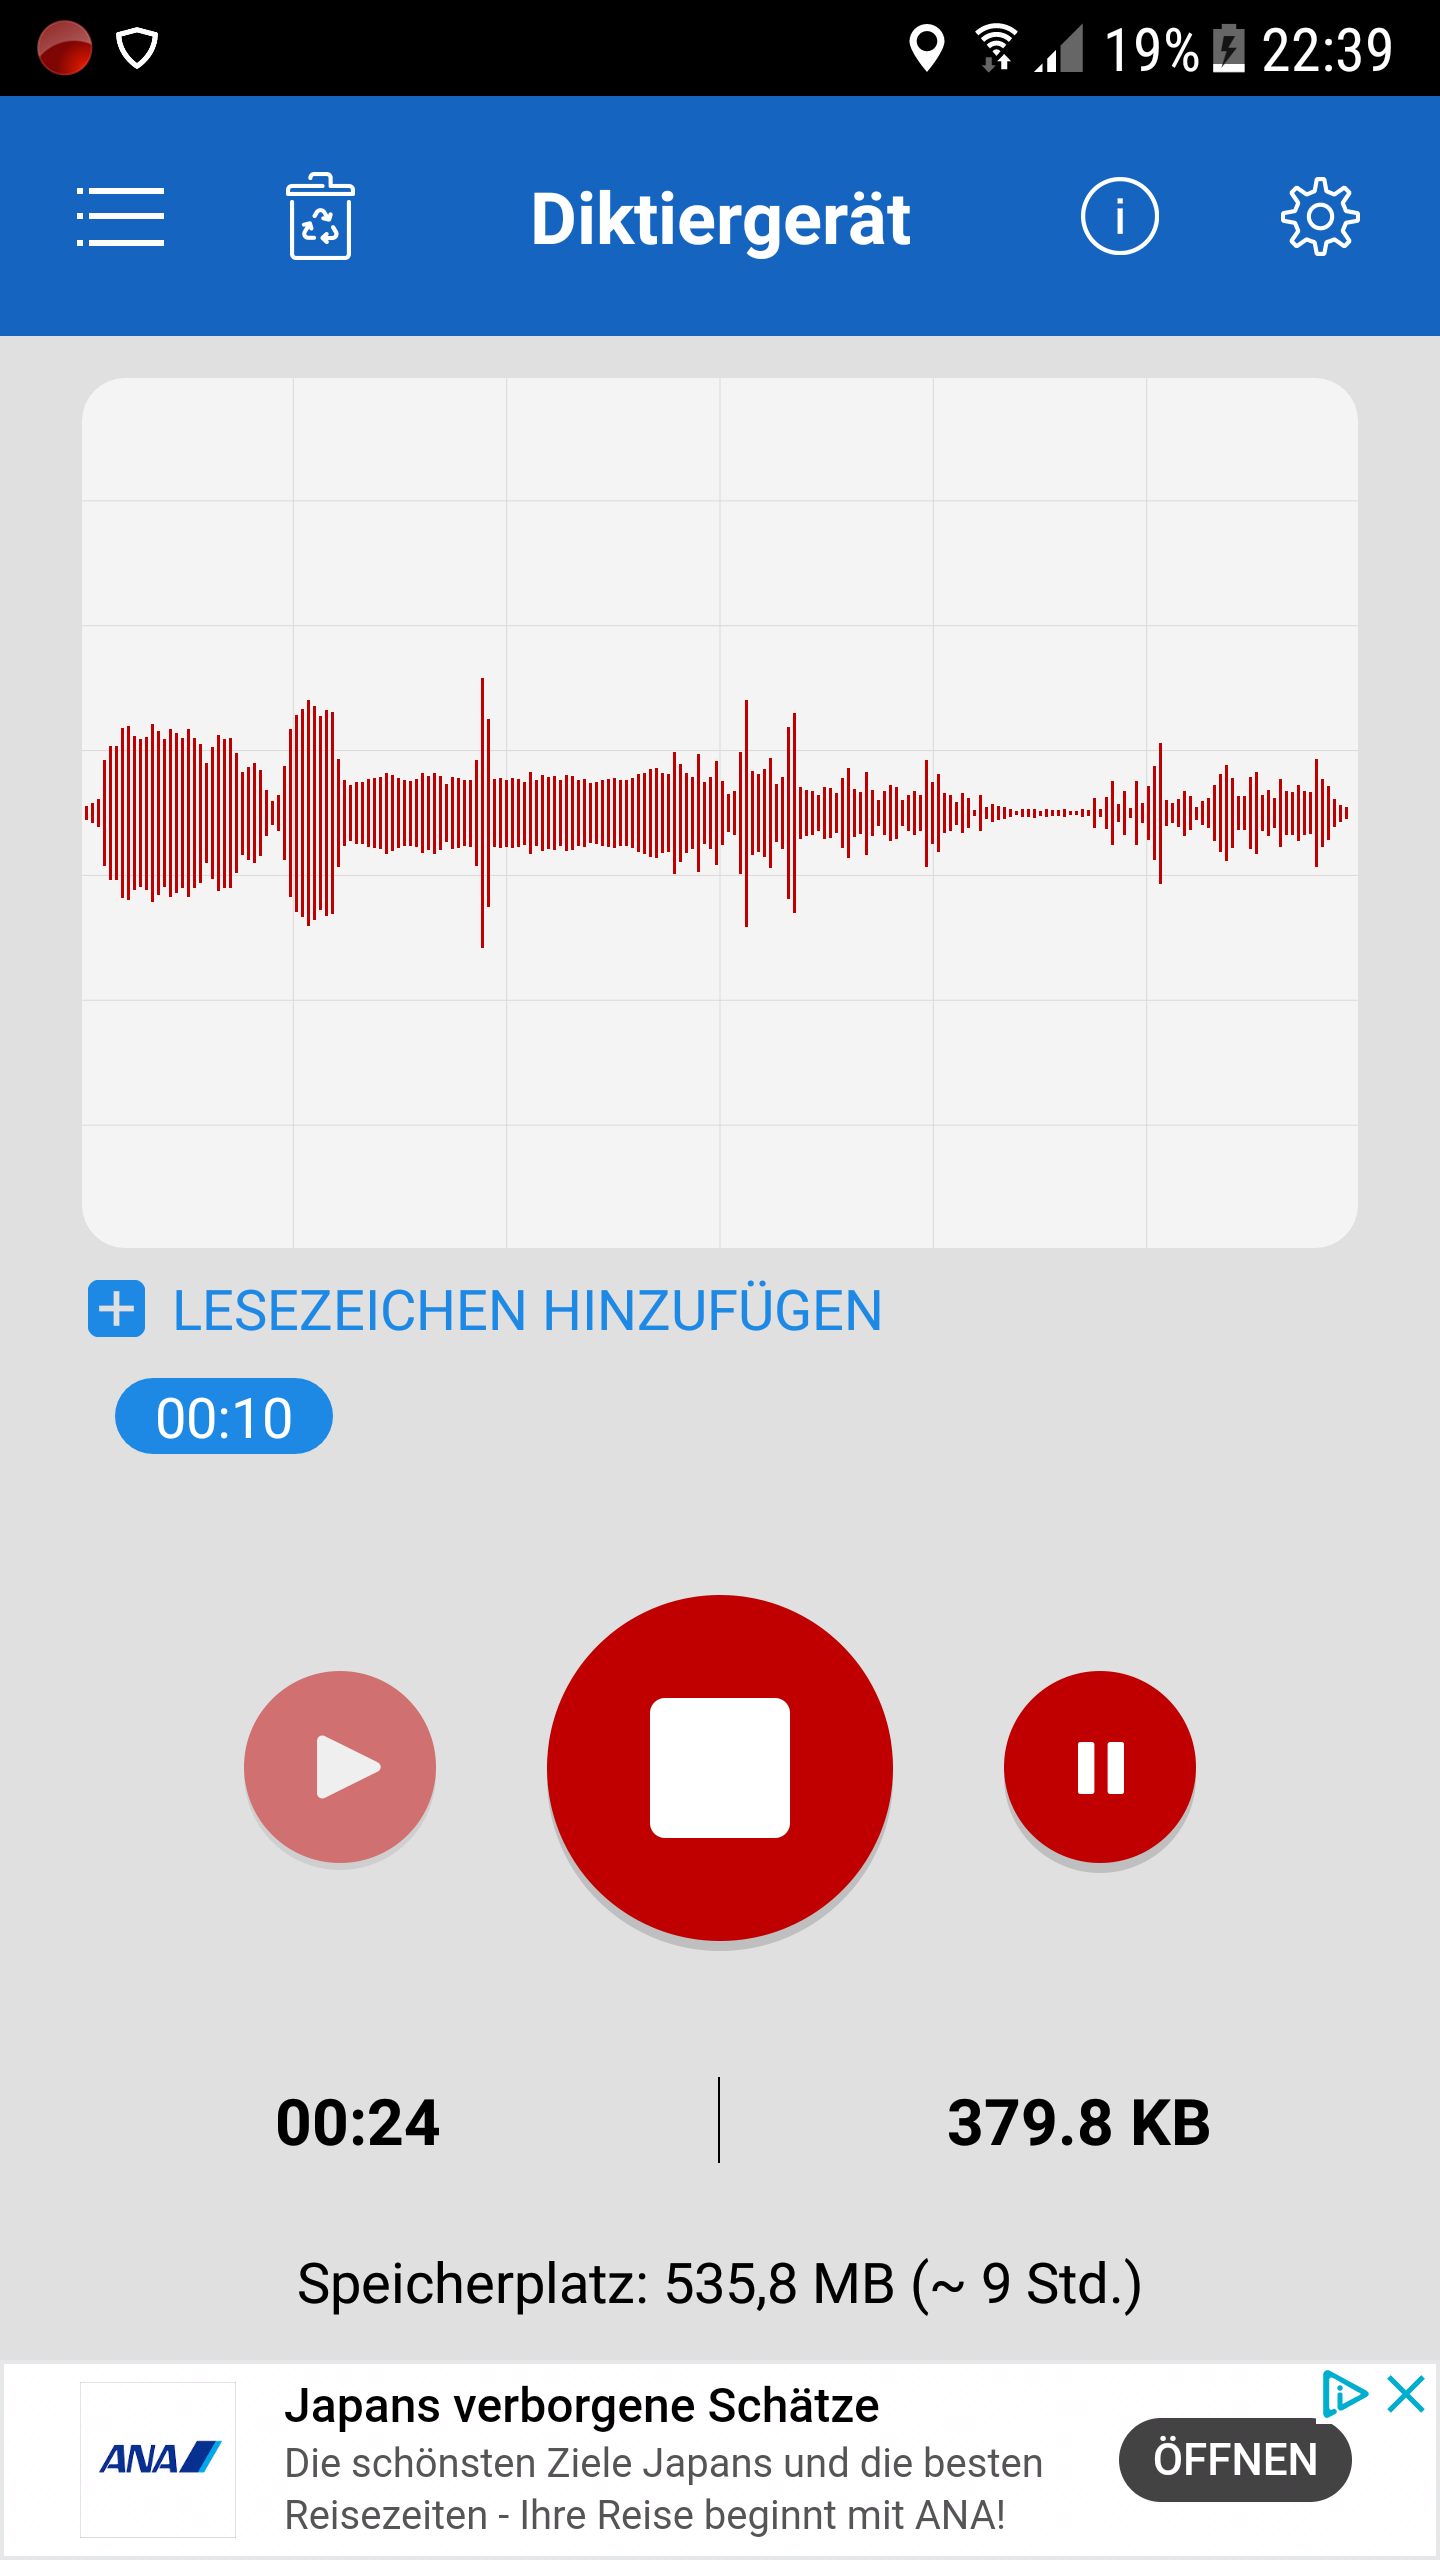 19% 22:39
Diktiergerät
LESEZEICHEN HINZUFÜGEN
00:10
00:24 379.8 KB
Speicherplatz: 535,8 MB (~ 9 Std.)
ANA
Japans verborgene Schätze
Die schönsten Ziele Japans und die besten
Reisezeiten - Ihre Reise beginnt mit ANA!
ÖFFNEN